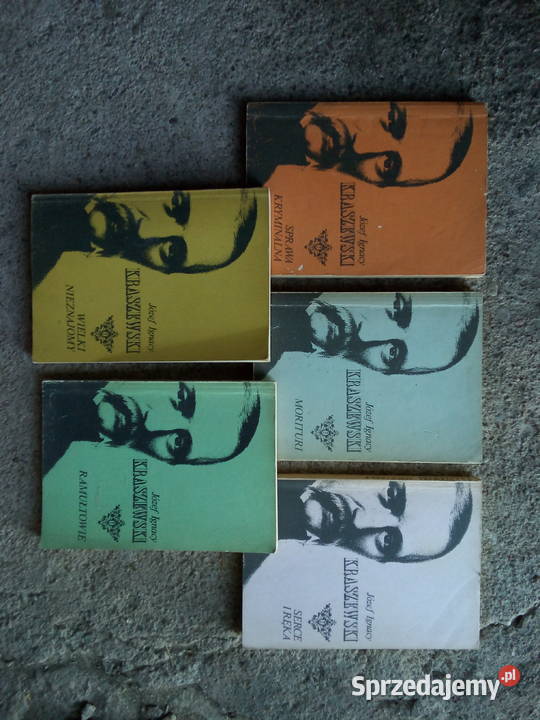 Józef Ignacy
KRASZEWSKI
SPRAWA
KRYMINALNA
Józef Ignacy
KRASZEWSKI
WIELKI
NIEZNAJOMY
Józef Ignacy
KRASZEWSKI
MORITURI
Józef Ignacy
KRASZEWSKI
RAMUŁTOWIE
Józef Ignacy
KRASZEWSKI
SERCE
I RĘKA
Sprzedajemy.pl